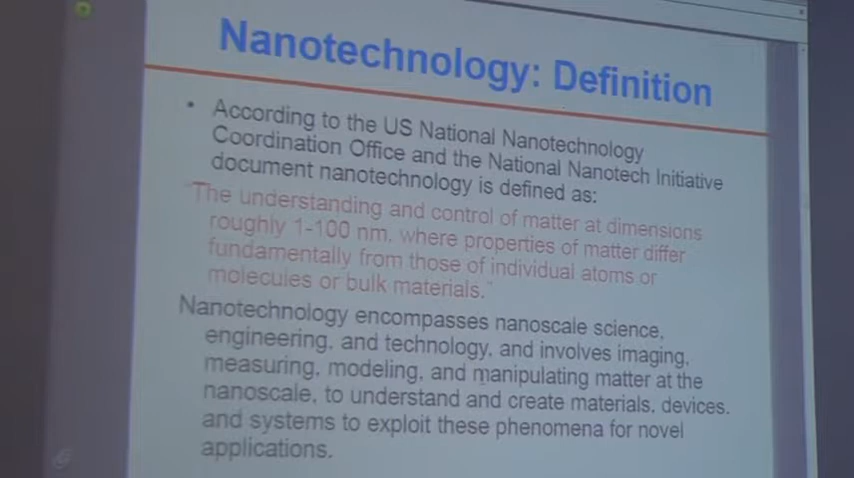 Nanotechnology: Definition
• According to the US National Nanotechnology
Coordination Office and the National Nanotech Initiative
document nanotechnology is defined as:
"The understanding and control of matter at dimensions
roughly 1-100 nm, where properties of matter differ
fundamentally from those of individual atoms or
molecules or bulk materials."
Nanotechnology encompasses nanoscale science,
engineering, and technology, and involves imaging,
measuring, modeling, and manipulating matter at the
nanoscale, to understand and create materials, devices,
and systems to exploit these phenomena for novel
applications.